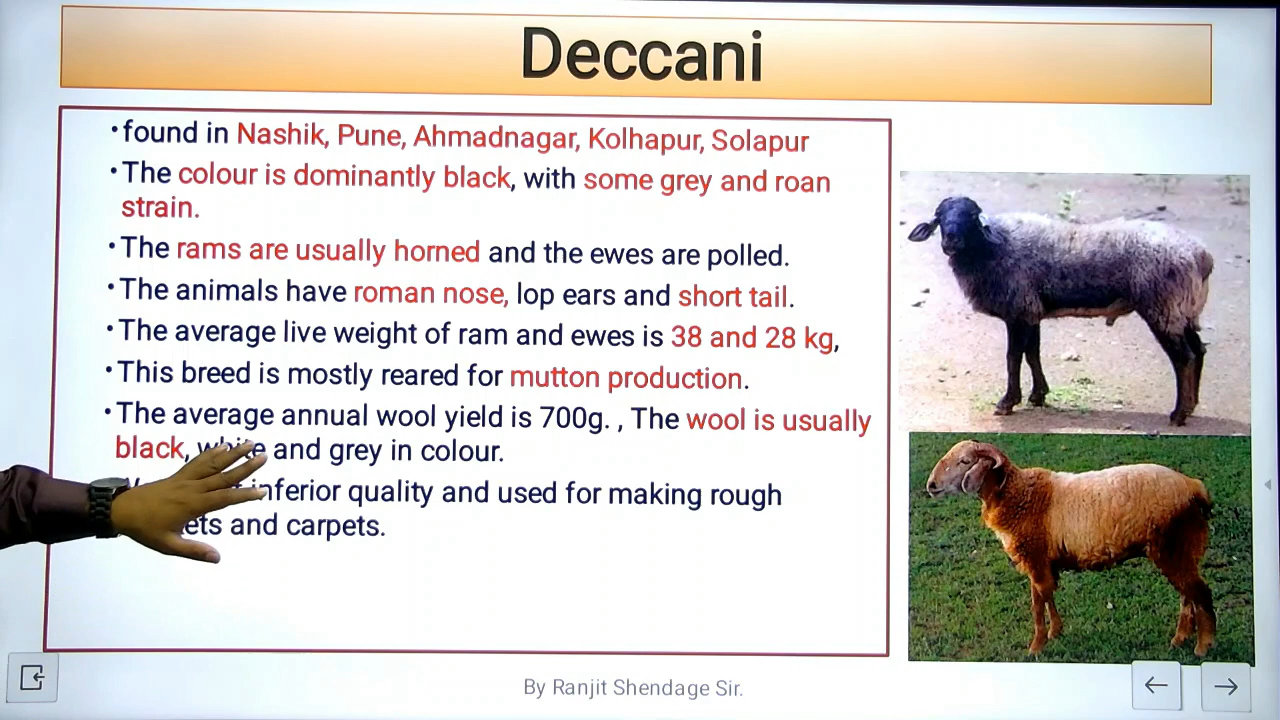 Deccani
•found in Nashik, Pune, Ahmadnagar, Kolhapur, Solapur
•The colour is dominantly black, with some grey and roan
strain.
•The rams are usually horned and the ewes are polled.
•The animals have roman nose, lop ears and short tail.
•The average live weight of ram and ewes is 38 and 28 kg,
•This breed is mostly reared for mutton production.
•The average annual wool yield is 700g. , The wool is usually
black, white and grey in colour.
inferior quality and used for making rough
and carpets.
By Ranjit Shendage Sir.